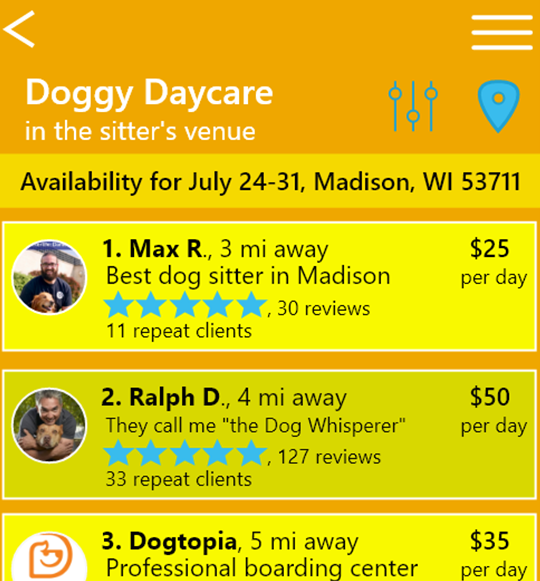 Doggy Daycare
in the sitter's venue
Availability for July 24-31, Madison, WI 53711
1. Max R., 3 mi away
$25
Best dog sitter in Madison
per day
, 30 reviews
11 repeat clients
2. Ralph D., 4 mi away
$50
They call me "the Dog Whisperer"
per day
, 127 reviews
33 repeat clients
3. Dogtopia, 5 mi away
$35
Professional boarding center
per day